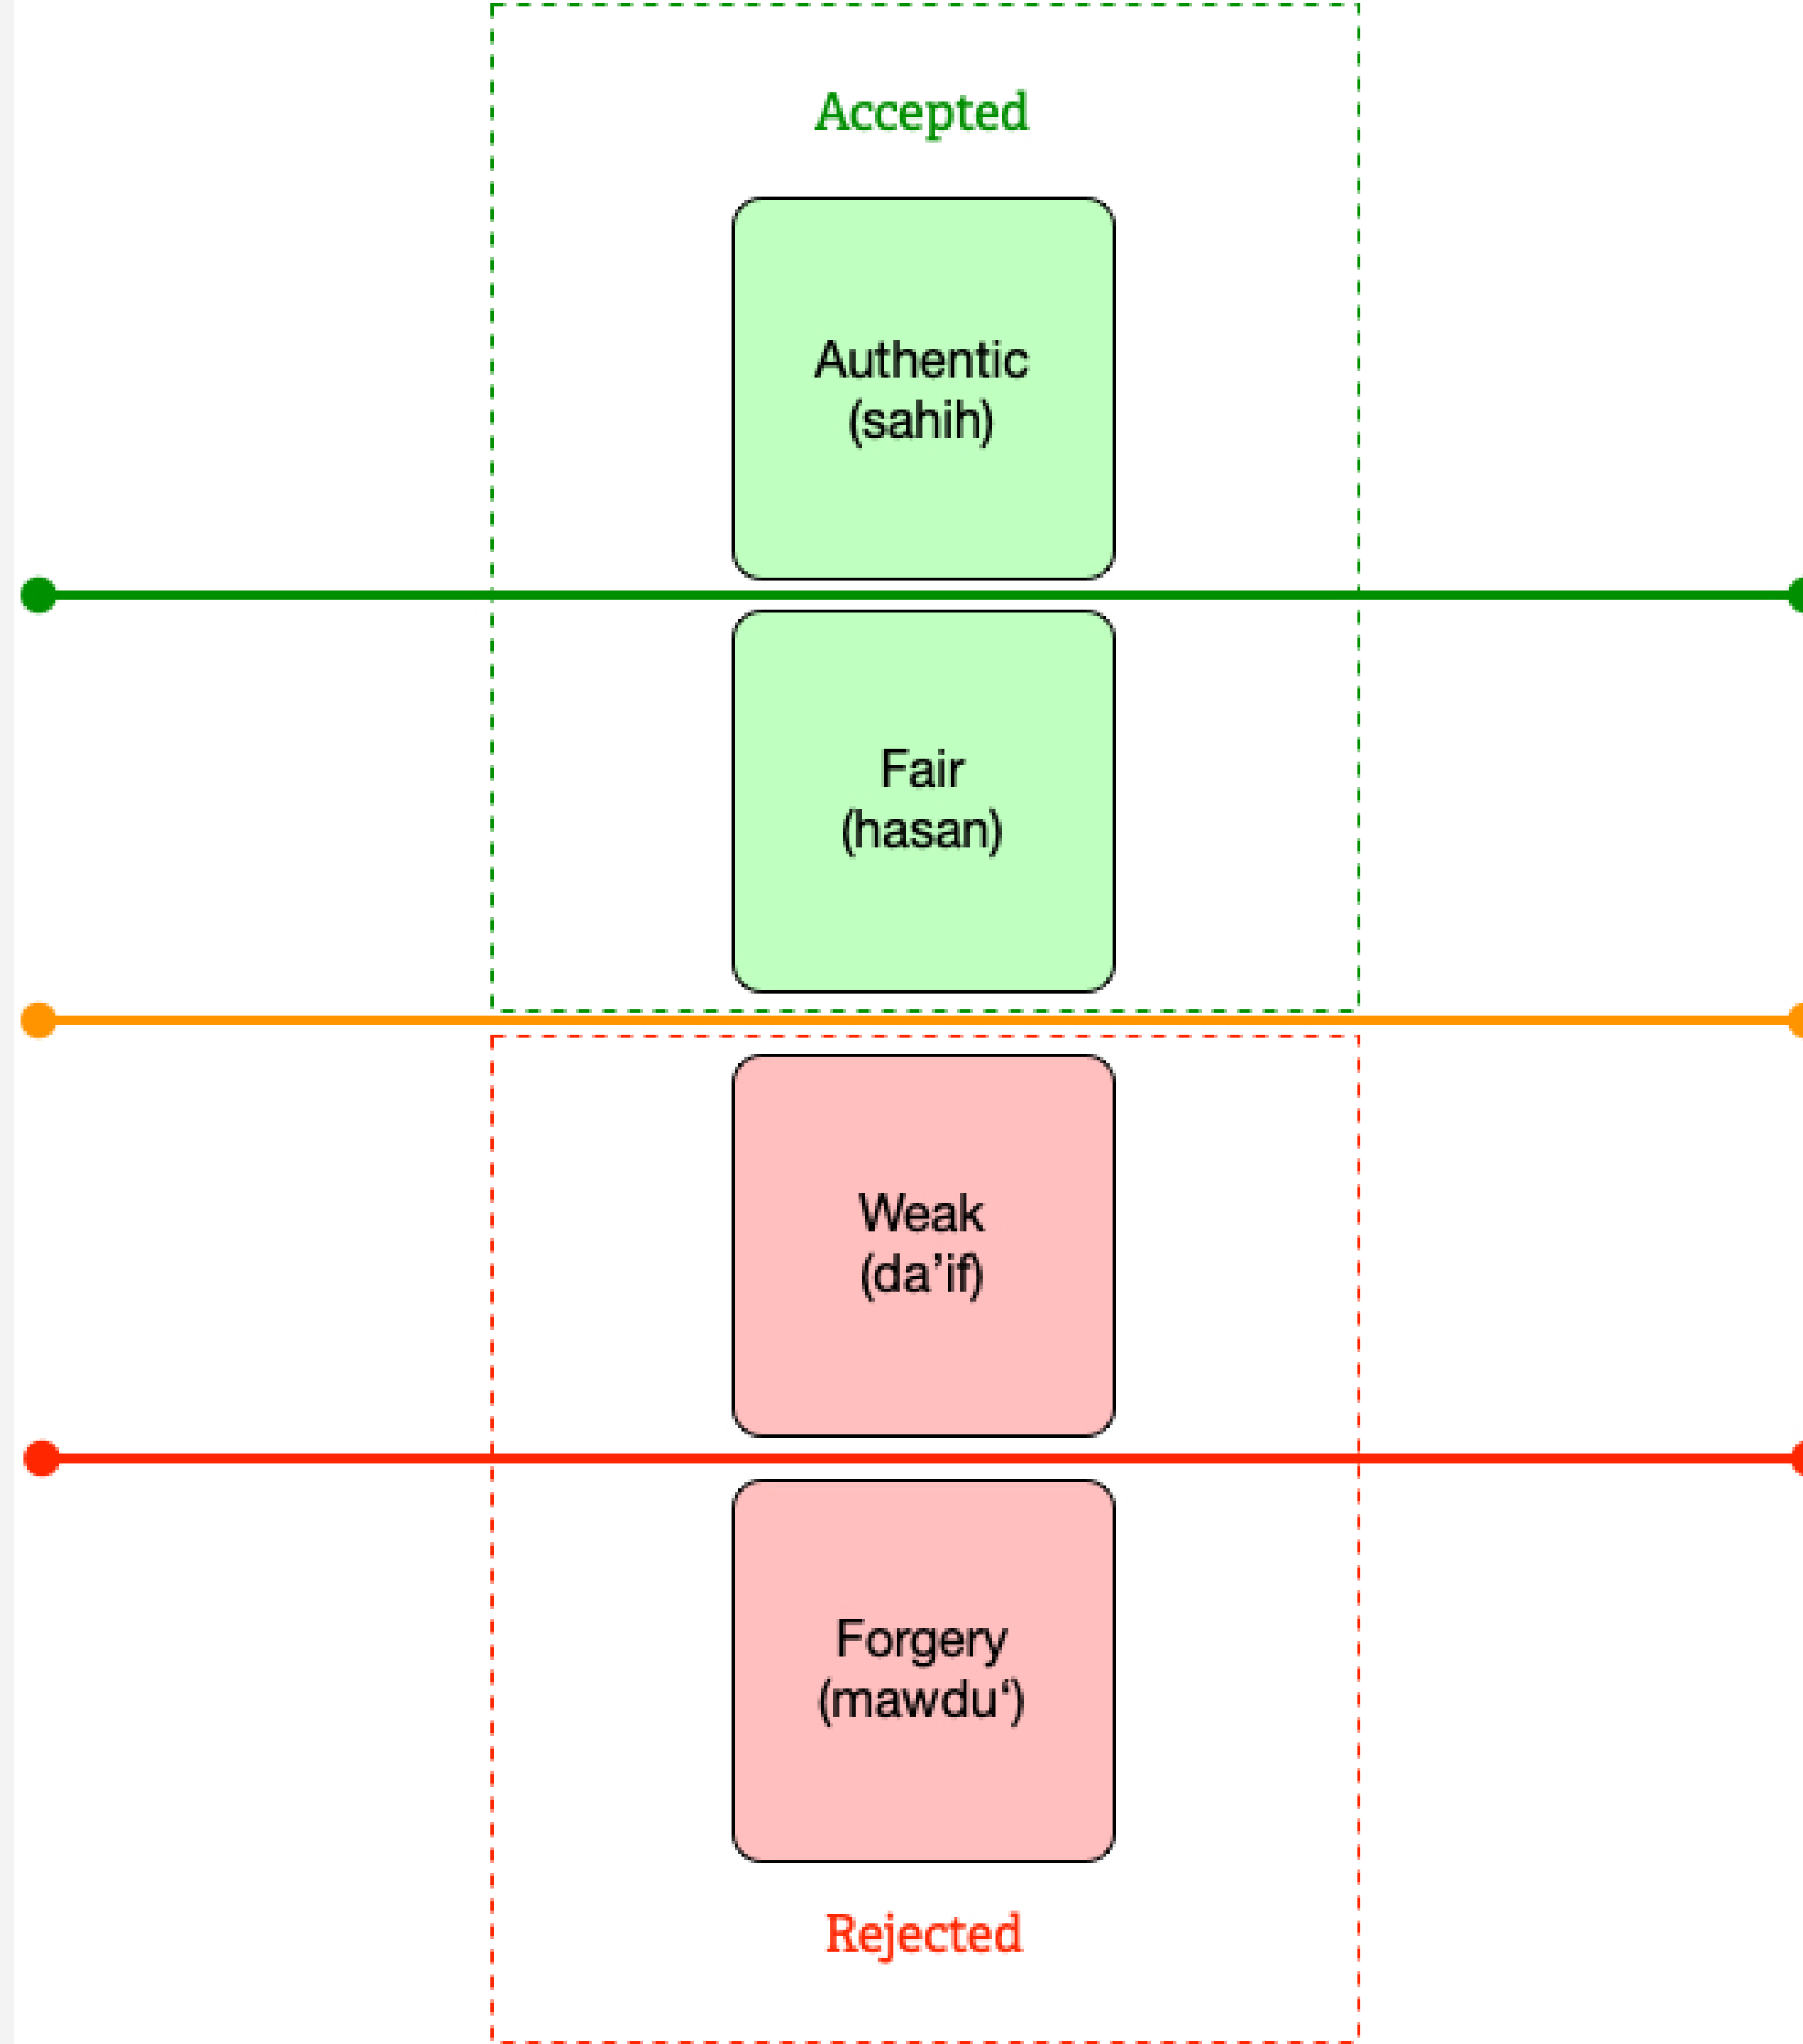 Accepted
Authentic
(sahih)
Fair
(hasan)
Weak
(da’if)
Forgery
(mawdu‘)
Rejected